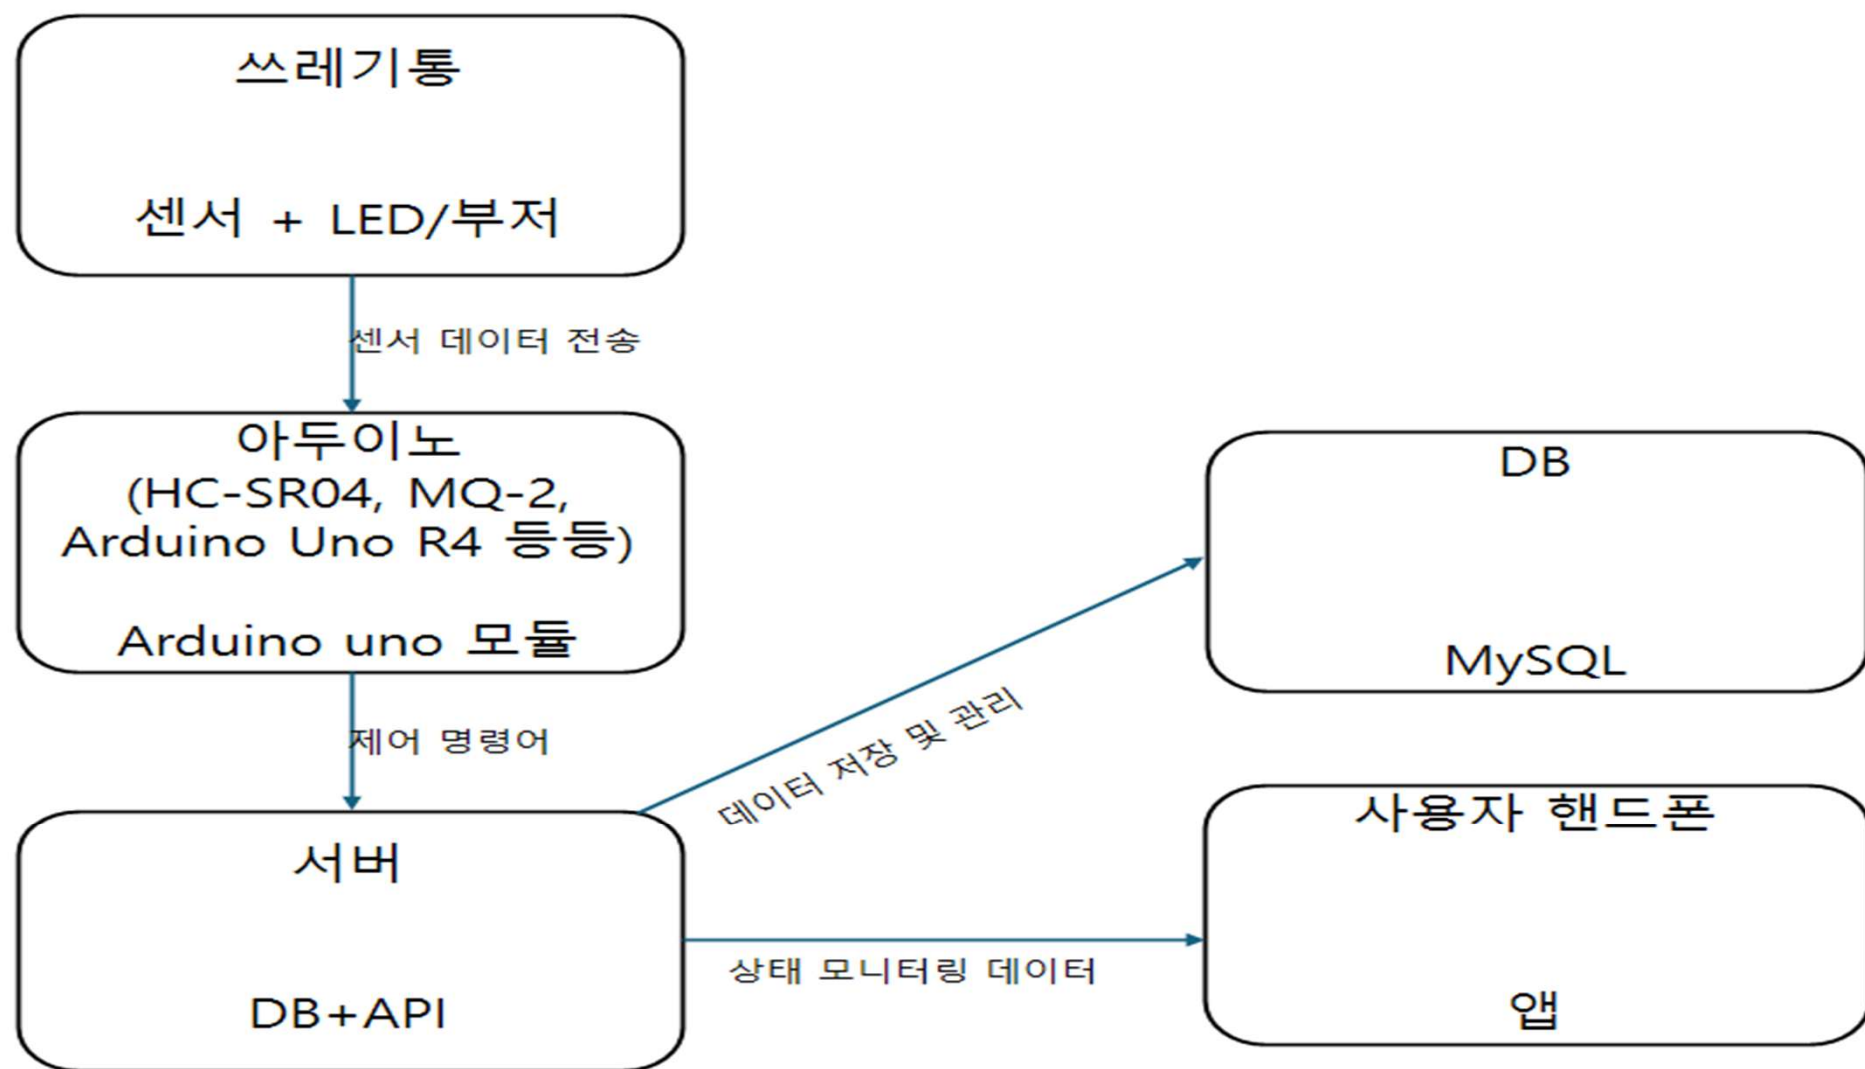 쓰레기통
센서 + LED/부저
센서 데이터 전송
아두이노
(HC-SR04, MQ-2,
Arduino Uno R4 등등)
Arduino uno 모듈
제어 명령어
서버
DB+API
데이터 저장 및 관리
DB
MySQL
상태 모니터링 데이터
사용자 핸드폰
앱